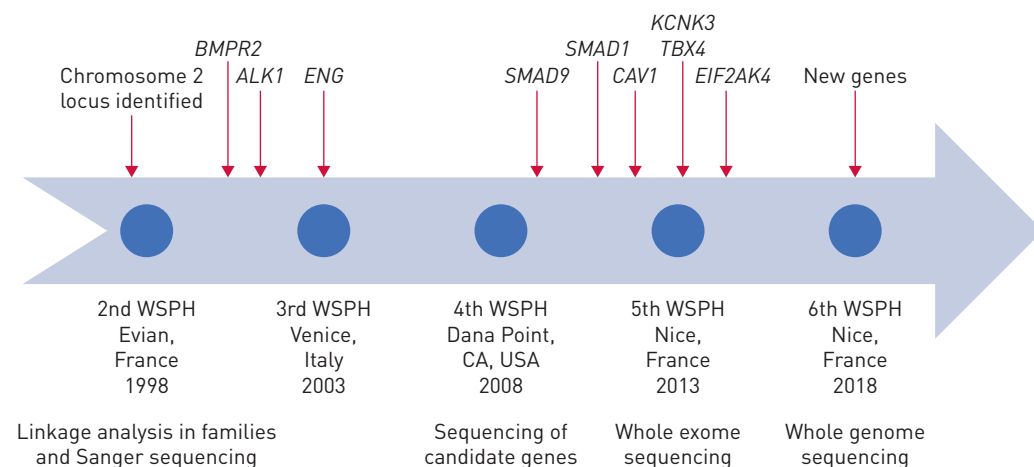 KCNK3
BMPR2
SMAD1
TBX4
Chromosome 2
locus identified
ALK1
ENG
SMAD9
CAV1
EIF2AK4
New genes
2nd WSPH
Evian,
France
1998
3rd WSPH
Venice,
Italy
2003
4th WSPH
Dana Point,
CA, USA
2008
5th WSPH
Nice,
France
2013
6th WSPH
Nice,
France
2018
Linkage analysis in families
and Sanger sequencing
Sequencing of
candidate genes
Whole exome
sequencing
Whole genome
sequencing